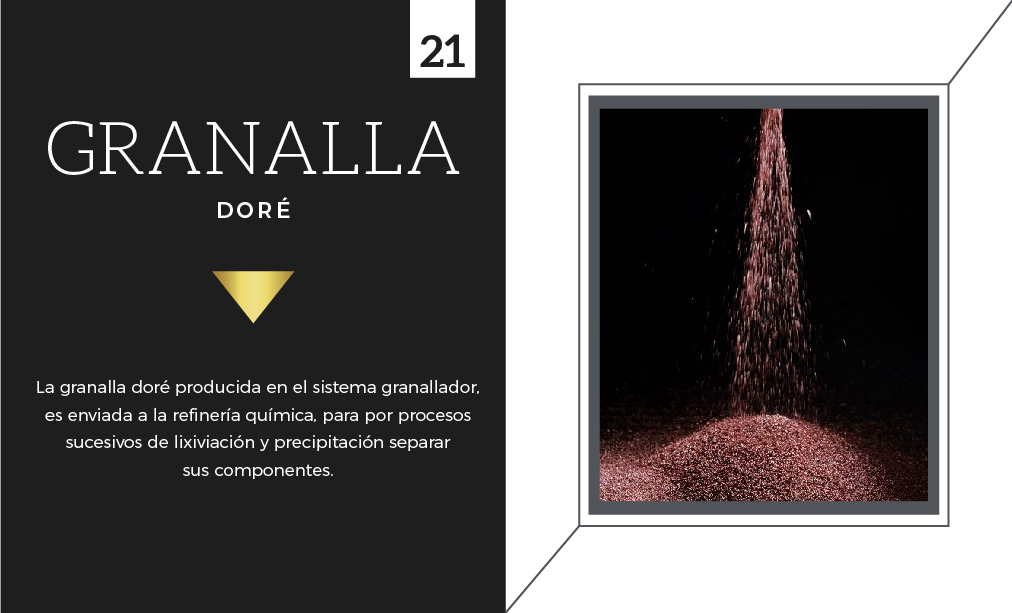 21
GRANALLA
DORÉ
La granalla doré producida en el sistema granallador,
es enviada a la refinería química, para por procesos
sucesivos de lixiviación y precipitación separar
sus componentes.